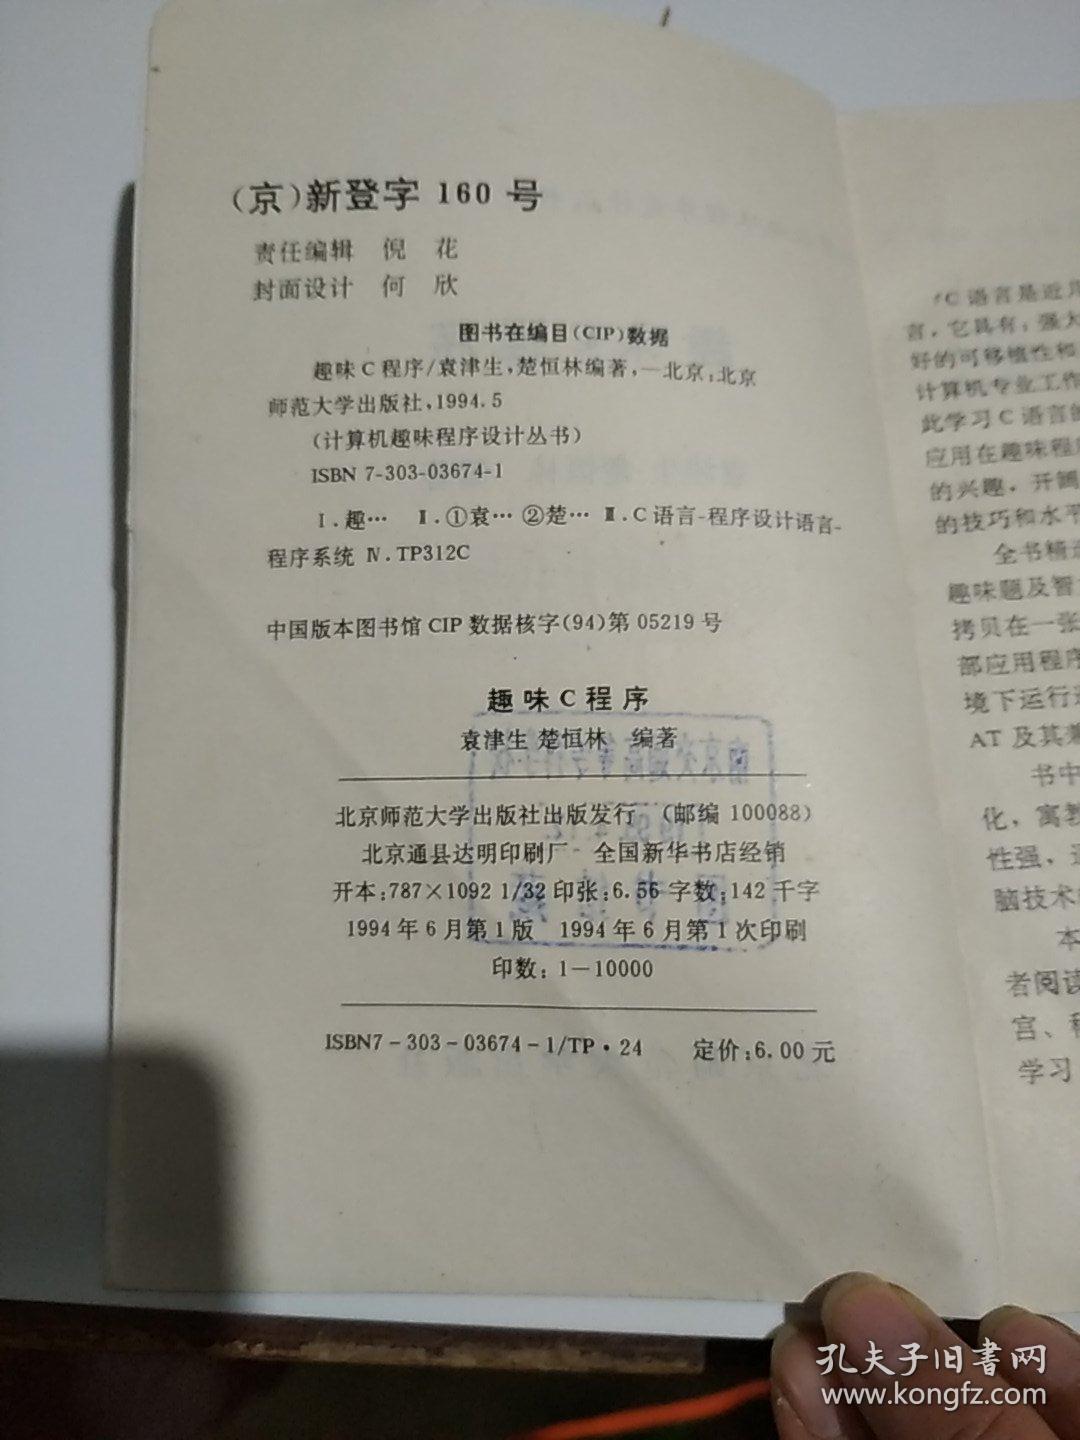 (京)新登字 160 号
责任编辑 倪 花
封面设计 何 欣
图书在编目(CIP)数据
趣味 C 程序/袁津生,楚恒林编著,—北京:北京
师范大学出版社,1994.5
(计算机趣味程序设计丛书)
ISBN 7-303-03674-1
Ⅰ.趣… Ⅱ.①袁… ②楚… Ⅲ.C 语言-程序设计语言-
程序系统 Ⅳ.TP312C
中国版本图书馆 CIP 数据核字(94)第 05219 号
趣 味 C 程 序
袁津生 楚恒林 编著
北京师范大学出版社出版发行 (邮编 100088)
北京通县达明印刷厂 全国新华书店经销
开本:787×1092 1/32 印张:6.56 字数:142 千字
1994 年 6 月第 1 版 1994 年 6 月第 1 次印刷
印数:1—10000
ISBN7-303-03674-1/TP·24 定价:6.00 元
C 语言是近
言,它具有:强大
好的可移植性和
计算机专业工作
此学习 C 语言的
应用在趣味程序
的兴趣,开阔
的技巧和水平
全书精选
趣味题及智
拷贝在一张
部应用程序
境下运行
AT 及其兼
书中
化,寓教
性强,
脑技术
本
者阅读
宫、
学习
孔夫子旧書网
www.kongfz.com